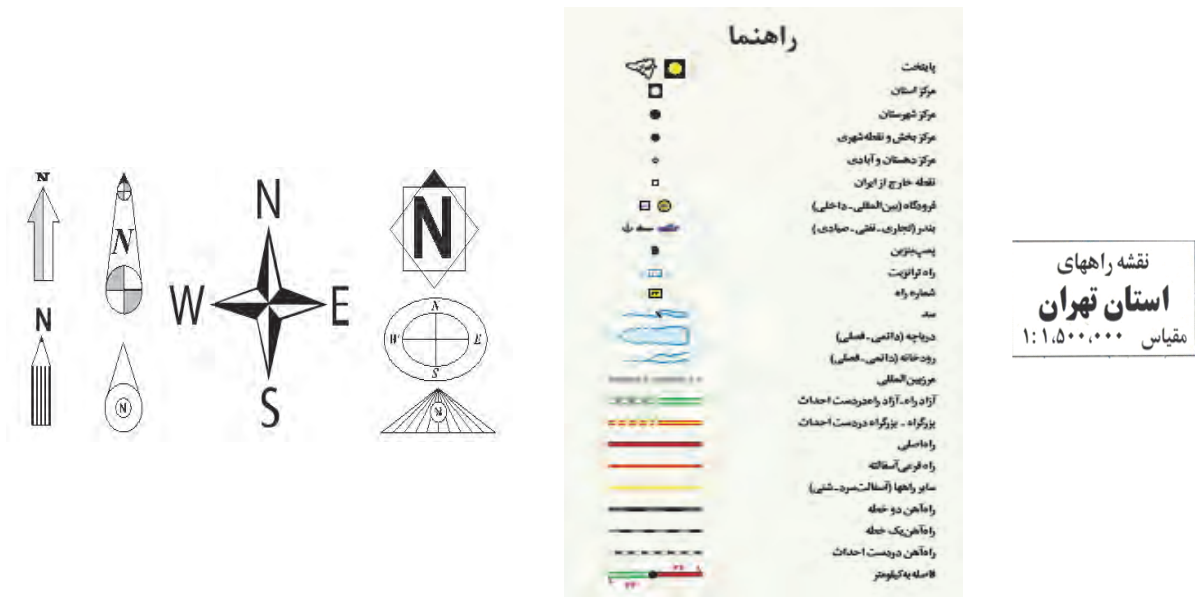 N
N
N
N
N
W
E
S
N
N
W
E
S
N
راهنما
پایتخت
مرکز استان
مرکز شهرستان
مرکز بخش و نقطه شهری
مرکز دهستان و آبادی
نقطه خارج از ایران
فرودگاه (بین‌المللی - داخلی)
بندر (تجاری - نفتی - صیادی)
پمپ بنزین
راه ترانزیت
شماره راه
سد
دریاچه (دائمی - فصلی)
رودخانه (دائمی - فصلی)
مرز بین المللی
آزاد راه - آزاد راه در دست احداث
بزرگراه - بزرگراه در دست احداث
راه اصلی
راه فرعی آسفالته
سایر راهها (آسفالت سرد - شنی)
راه آهن دو خطه
راه آهن یک خطه
راه آهن در دست احداث
فاصله به کیلومتر
نقشه راههای
استان تهران
مقیاس ۱:۱,۵۰۰,۰۰۰